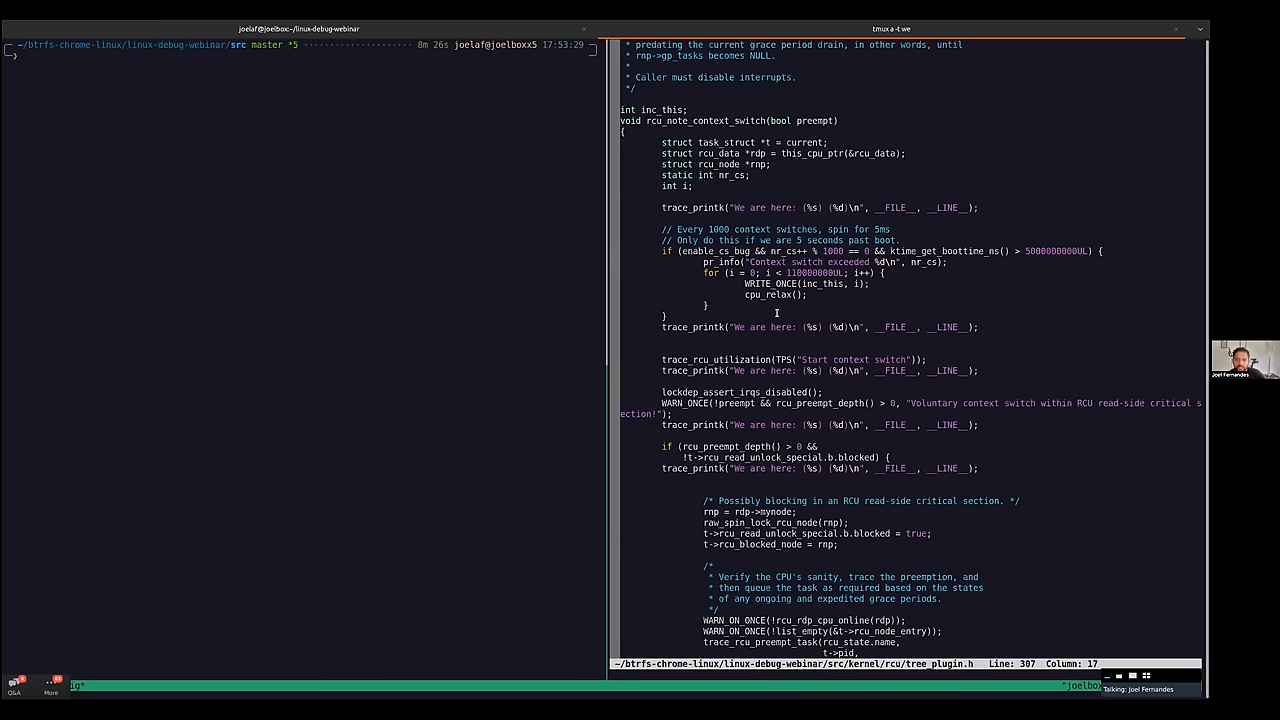 joelaf@joelbox:~/linux-debug-webinar
tmux a -t we
~/btrfs-chrome-linux/linux-debug-webinar/src master *5 ····················· 8m 26s joelaf@joelboxx5 17:53:29
❯
* predating the current grace period drain, in other words, until
* rnp->gp_tasks becomes NULL.
*
* Caller must disable interrupts.
*/
int inc_this;
void rcu_note_context_switch(bool preempt)
{
struct task_struct *t = current;
struct rcu_data *rdp = this_cpu_ptr(&rcu_data);
struct rcu_node *rnp;
static int nr_cs;
int i;
trace_printk("We are here: (%s) (%d)\n", __FILE__, __LINE__);
// Every 1000 context switches, spin for 5ms
// Only do this if we are 5 seconds past boot.
if (enable_cs_bug && nr_cs++ % 1000 == 0 && ktime_get_boottime_ns() > 5000000000UL) {
pr_info("Context switch exceeded %d\n", nr_cs);
for (i = 0; i < 110000000UL; i++) {
WRITE_ONCE(inc_this, i);
cpu_relax();
}
}
trace_printk("We are here: (%s) (%d)\n", __FILE__, __LINE__);
trace_rcu_utilization(TPS("Start context switch"));
trace_printk("We are here: (%s) (%d)\n", __FILE__, __LINE__);
lockdep_assert_irqs_disabled();
WARN_ONCE(!preempt && rcu_preempt_depth() > 0, "Voluntary context switch within RCU read-side critical s
ection!");
trace_printk("We are here: (%s) (%d)\n", __FILE__, __LINE__);
if (rcu_preempt_depth() > 0 &&
!t->rcu_read_unlock_special.b.blocked) {
trace_printk("We are here: (%s) (%d)\n", __FILE__, __LINE__);
/* Possibly blocking in an RCU read-side critical section. */
rnp = rdp->mynode;
raw_spin_lock_rcu_node(rnp);
t->rcu_read_unlock_special.b.blocked = true;
t->rcu_blocked_node = rnp;
/*
* Verify the CPU's sanity, trace the preemption, and
* then queue the task as required based on the states
* of any ongoing and expedited grace periods.
*/
WARN_ON_ONCE(!rcu_rdp_cpu_online(rdp));
WARN_ON_ONCE(!list_empty(&t->rcu_node_entry));
trace_rcu_preempt_task(rcu_state.name,
t->pid,
~/btrfs-chrome-linux/linux-debug-webinar/src/kernel/rcu/tree_plugin.h Line: 307 Column: 17
ig*
"joelbo
Q&A
More
Talking: Joel Fernandes
Joel Fernandes